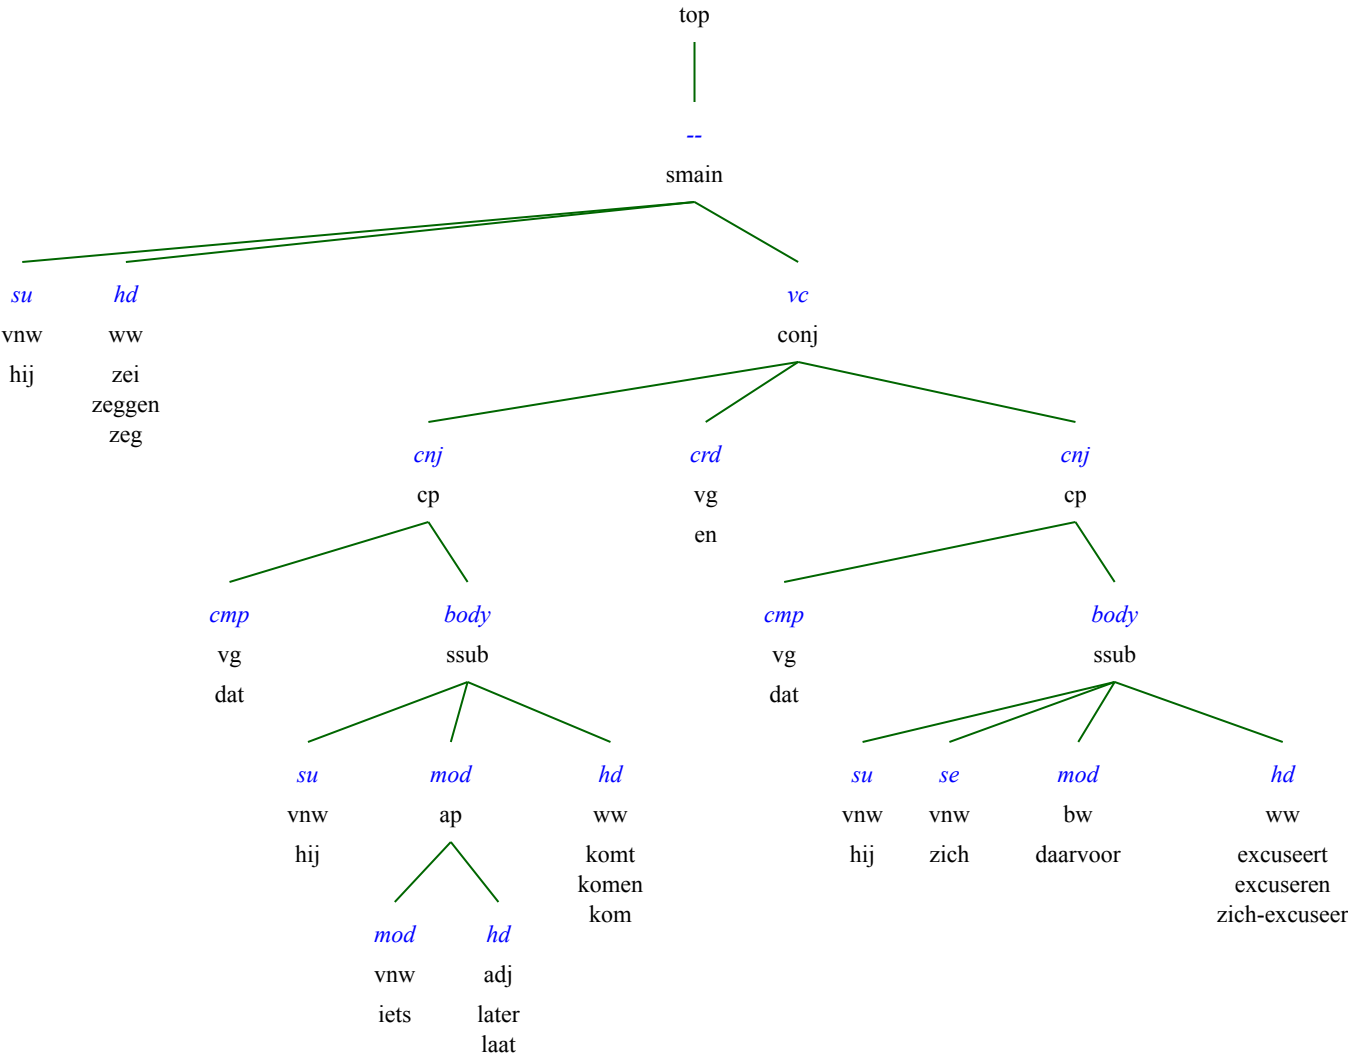 top
--
smain
su hd vc
vnw ww conj
hij zei
zeggen
zeg
cnj crd cnj
cp vg cp
en
cmp body cmp body
vg ssub vg ssub
dat dat
su mod hd su se mod hd
vnw ap ww vnw vnw bw ww
hij komt hij zich daarvoor excuseert
komen excuseren
kom zich-excuseer
mod hd
vnw adj
iets later
laat